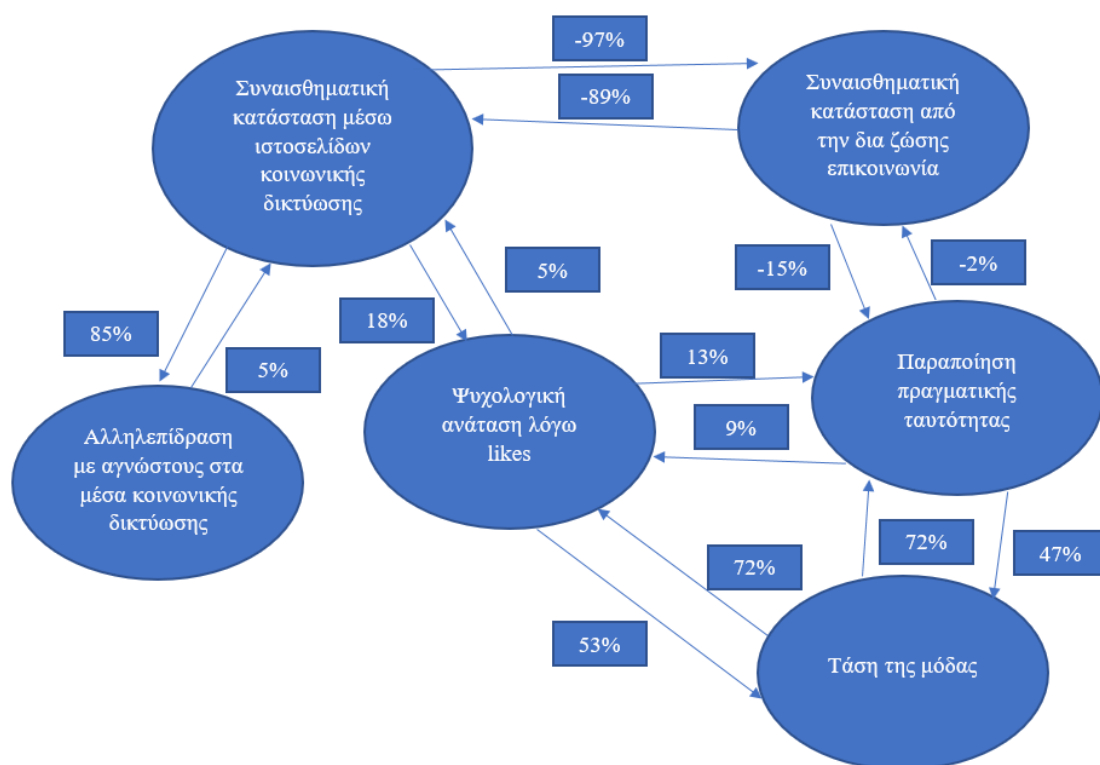 -97%
-89%
Συναισθηματική
κατάσταση μέσω
ιστοσελίδων
κοινωνικής
δικτύωσης
Συναισθηματική
κατάσταση από
την δια ζώσης
επικοινωνία
5%
-15%
-2%
85%
18%
5%
13%
9%
Ψυχολογική
ανάταση λόγω
likes
Παραποίηση
πραγματικής
ταυτότητας
Αλληλεπίδραση
με αγνώστους στα
μέσα κοινωνικής
δικτύωσης
72%
72%
47%
53%
Τάση της μόδας